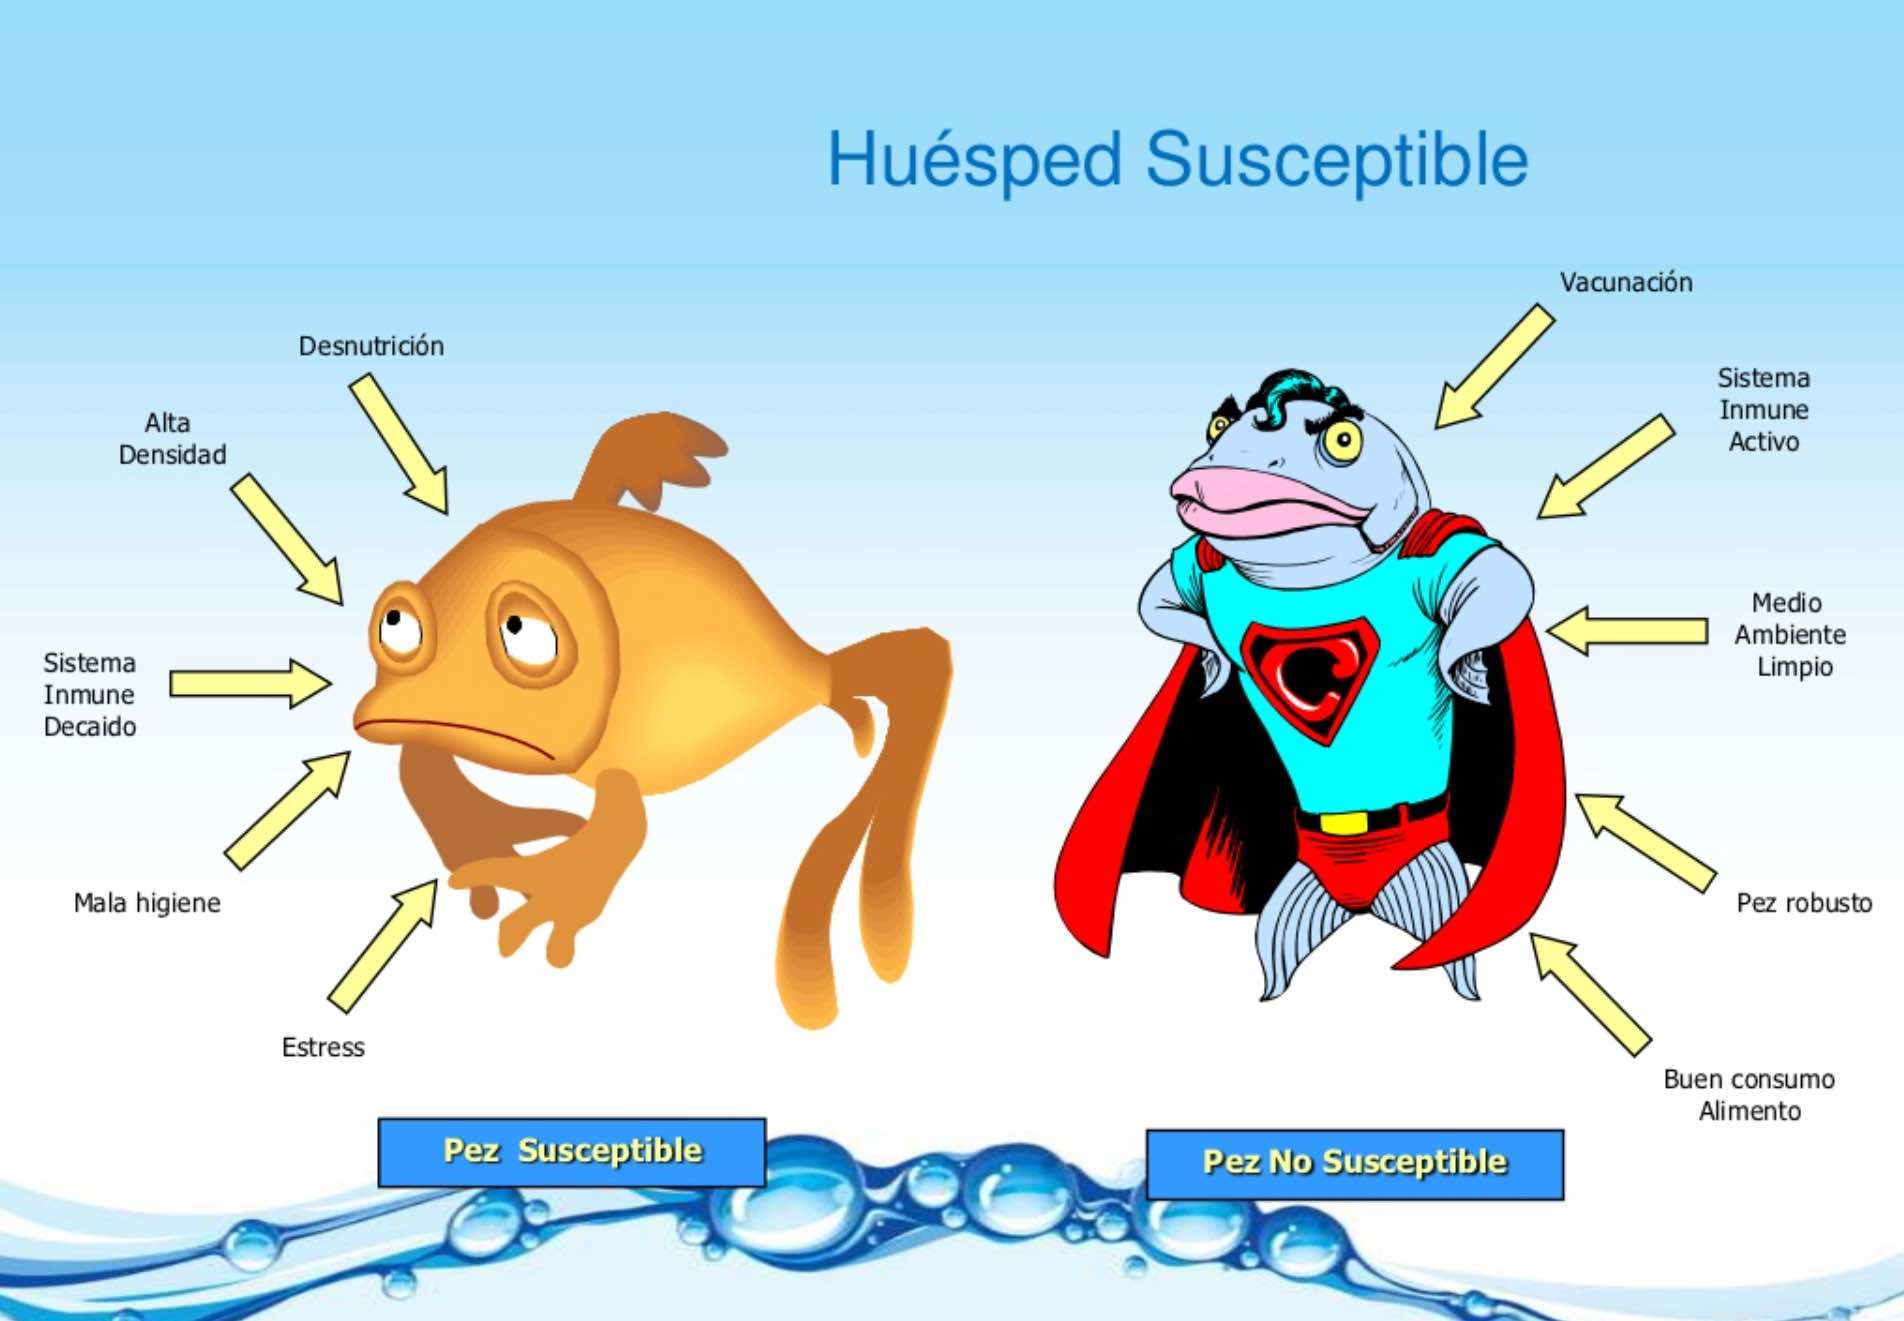 Huésped Susceptible
Desnutrición
Alta
Densidad
Sistema
Inmune
Decaido
Mala higiene
Estress
Vacunación
Sistema
Inmune
Activo
Medio
Ambiente
Limpio
Pez robusto
Buen consumo
Alimento
C
Pez Susceptible
Pez No Susceptible